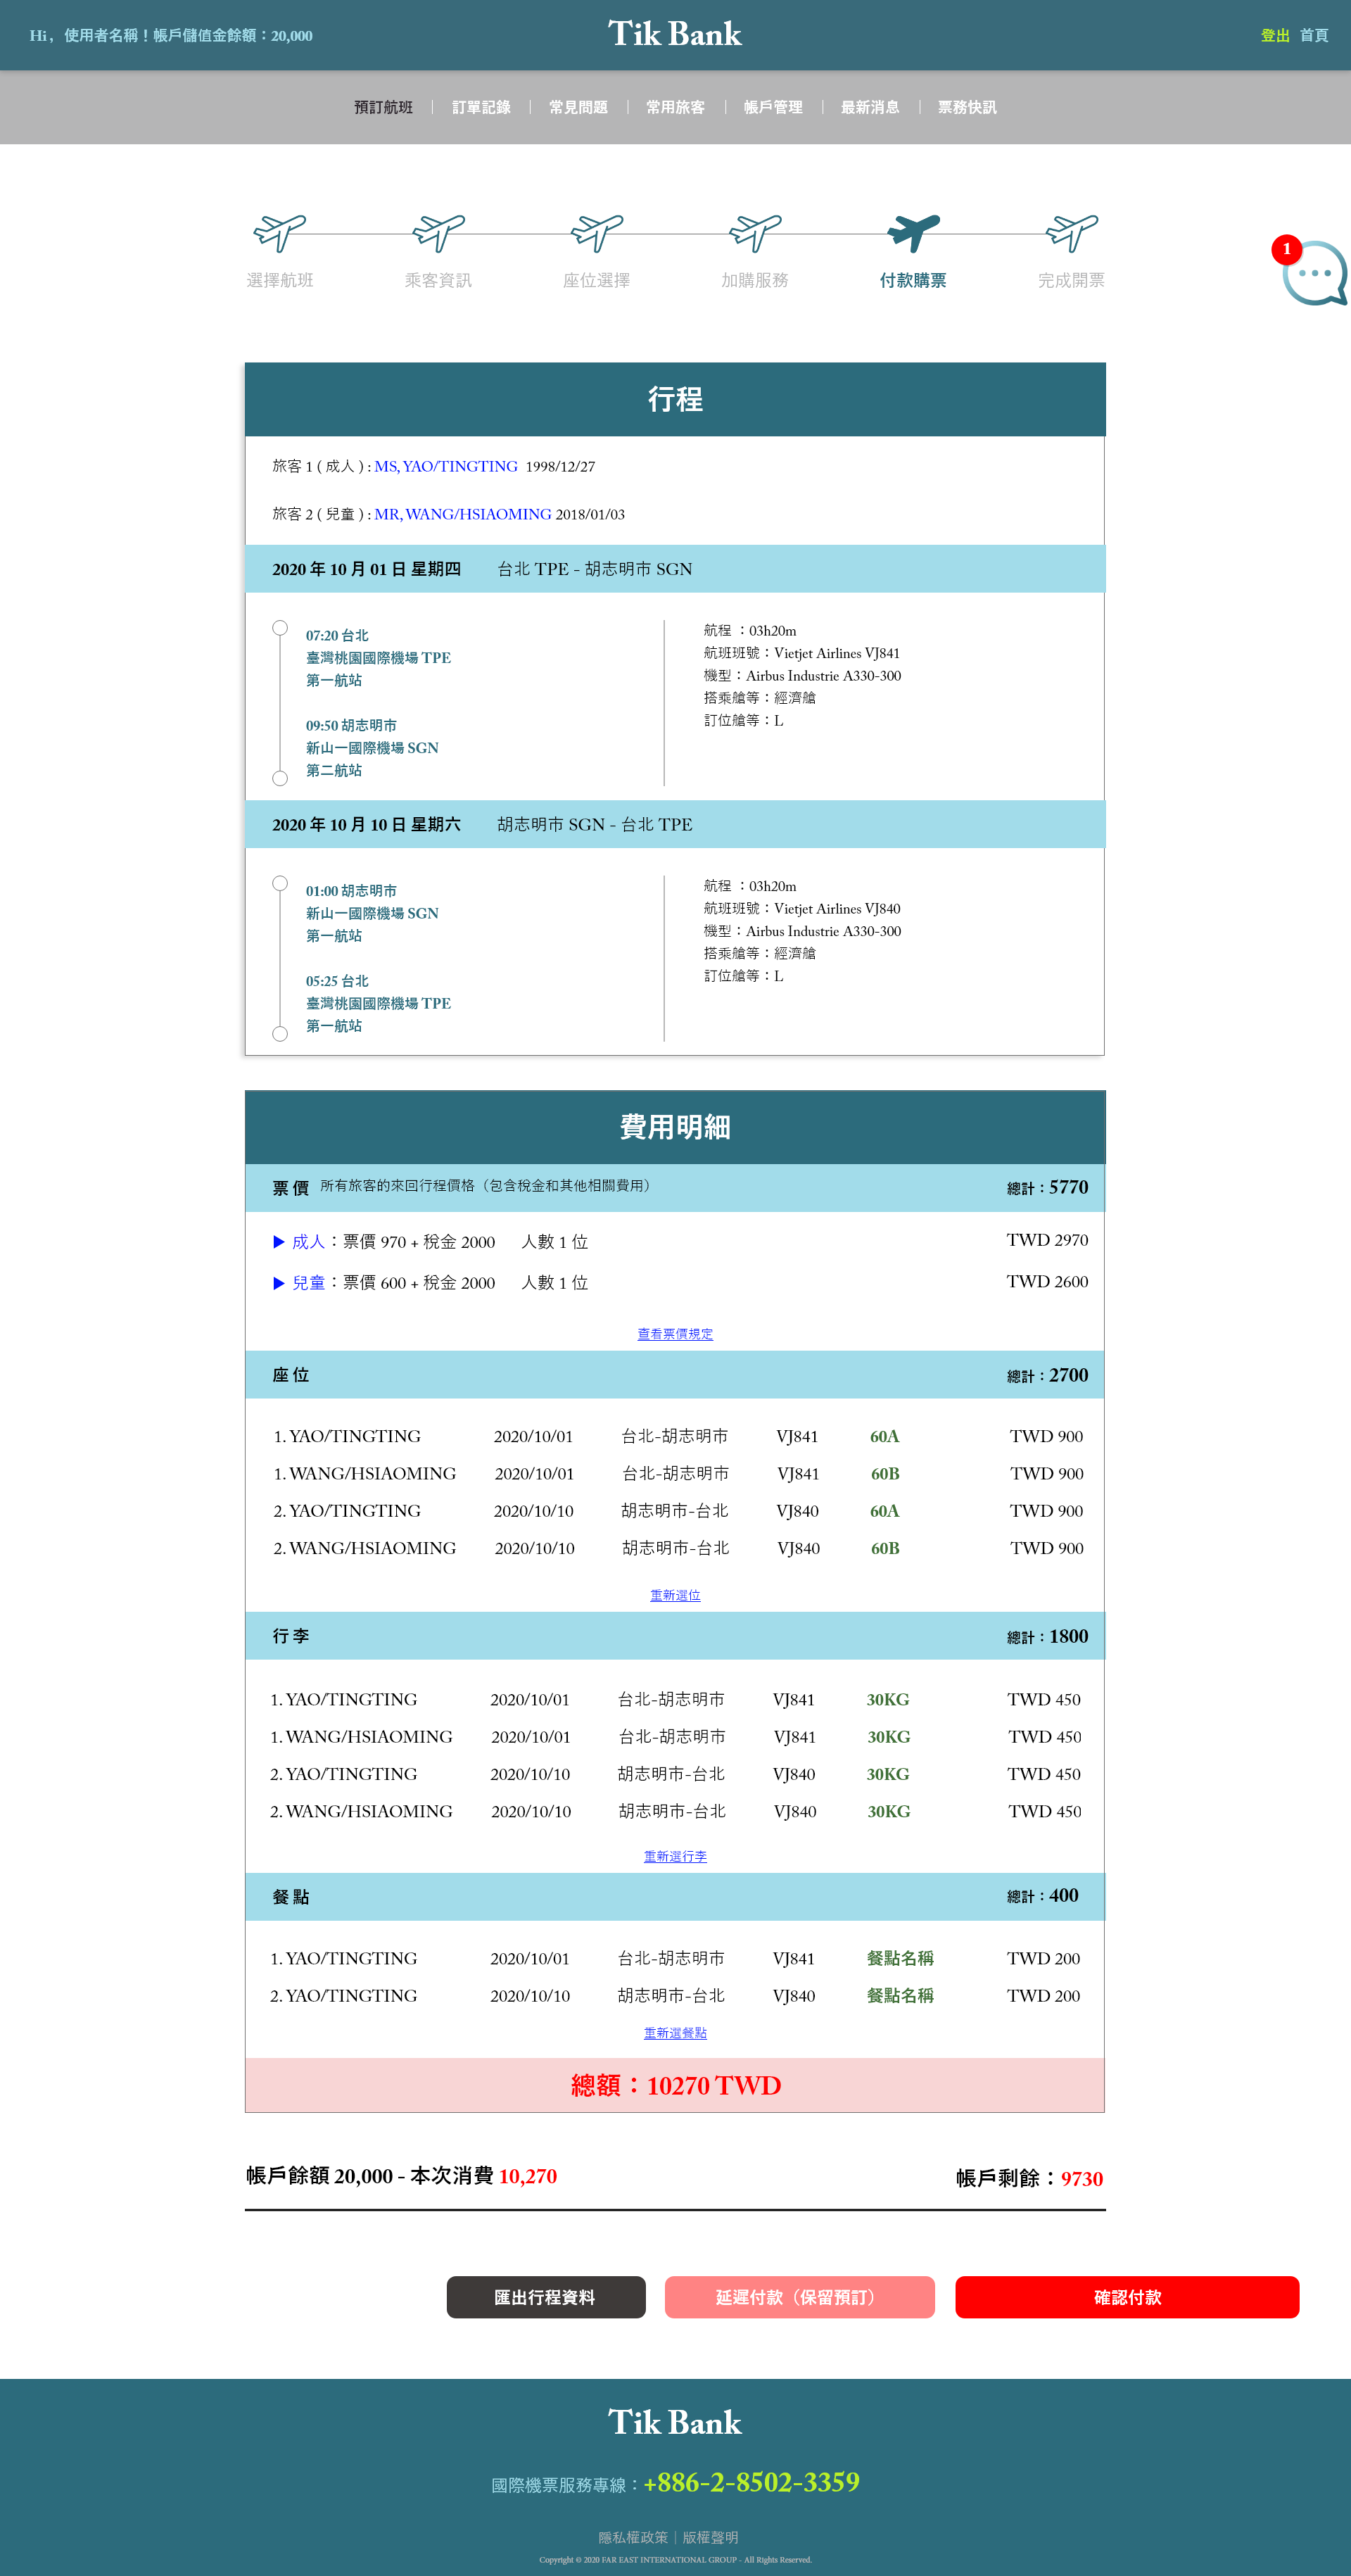 Hi， 使用者名稱！帳戶儲值金餘額：20,000
Tik Bank
登出 首頁
預訂航班｜訂單記錄｜常見問題｜常用旅客｜帳戶管理｜最新消息｜票務快訊
1
選擇航班 乘客資訊 座位選擇 加購服務 付款購票 完成開票
行程
旅客 1 ( 成人 ) : MS, YAO/TINGTING 1998/12/27
旅客 2 ( 兒童 ) : MR, WANG/HSIAOMING 2018/01/03
2020 年 10 月 01 日 星期四 台北 TPE - 胡志明市 SGN
07:20 台北
臺灣桃園國際機場 TPE
第一航站
09:50 胡志明市
新山一國際機場 SGN
第二航站
航程 ：03h20m
航班班號：Vietjet Airlines VJ841
機型：Airbus Industrie A330-300
搭乘艙等：經濟艙
訂位艙等：L
2020 年 10 月 10 日 星期六 胡志明市 SGN - 台北 TPE
01:00 胡志明市
新山一國際機場 SGN
第一航站
05:25 台北
臺灣桃園國際機場 TPE
第一航站
航程 ：03h20m
航班班號：Vietjet Airlines VJ840
機型：Airbus Industrie A330-300
搭乘艙等：經濟艙
訂位艙等：L
費用明細
票 價 所有旅客的來回行程價格（包含稅金和其他相關費用） 總計：5770
▶ 成人：票價 970 + 稅金 2000 人數 1 位 TWD 2970
▶ 兒童：票價 600 + 稅金 2000 人數 1 位 TWD 2600
查看票價規定
座 位 總計：2700
1. YAO/TINGTING 2020/10/01 台北-胡志明市 VJ841 60A TWD 900
1. WANG/HSIAOMING 2020/10/01 台北-胡志明市 VJ841 60B TWD 900
2. YAO/TINGTING 2020/10/10 胡志明市-台北 VJ840 60A TWD 900
2. WANG/HSIAOMING 2020/10/10 胡志明市-台北 VJ840 60B TWD 900
重新選位
行 李 總計：1800
1. YAO/TINGTING 2020/10/01 台北-胡志明市 VJ841 30KG TWD 450
1. WANG/HSIAOMING 2020/10/01 台北-胡志明市 VJ841 30KG TWD 450
2. YAO/TINGTING 2020/10/10 胡志明市-台北 VJ840 30KG TWD 450
2. WANG/HSIAOMING 2020/10/10 胡志明市-台北 VJ840 30KG TWD 450
重新選行李
餐 點 總計：400
1. YAO/TINGTING 2020/10/01 台北-胡志明市 VJ841 餐點名稱 TWD 200
2. YAO/TINGTING 2020/10/10 胡志明市-台北 VJ840 餐點名稱 TWD 200
重新選餐點
總額：10270 TWD
帳戶餘額 20,000 - 本次消費 10,270 帳戶剩餘：9730
匯出行程資料 延遲付款（保留預訂） 確認付款
Tik Bank
國際機票服務專線：+886-2-8502-3359
隱私權政策｜版權聲明
Copyright © 2020 FAR EAST INTERNATIONAL GROUP - All Rights Reserved.